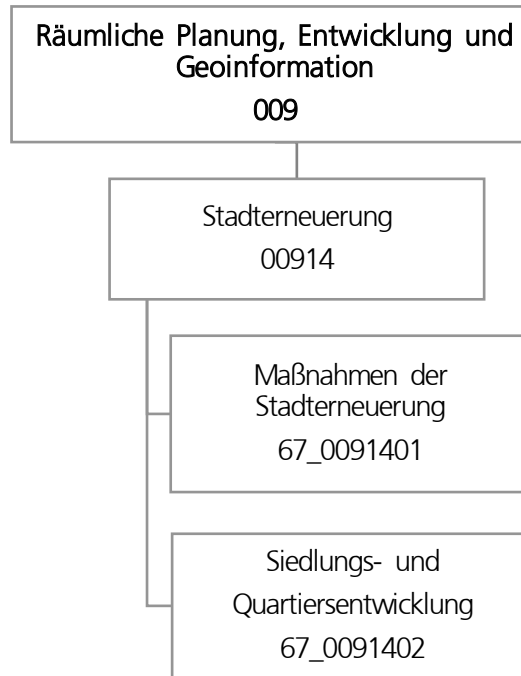 Räumliche Planung, Entwicklung und
Geoinformation
009
Stadterneuerung
00914
Maßnahmen der
Stadterneuerung
67_0091401
Siedlungs- und
Quartiersentwicklung
67_0091402